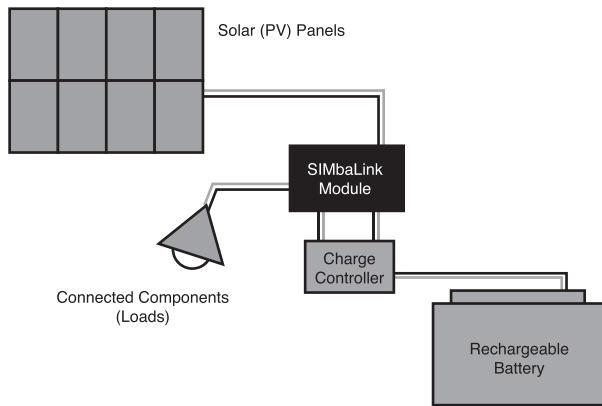 Solar (PV) Panels
SIMbaLink
Module
Charge
Controller
Connected Components
(Loads)
Rechargeable
Battery